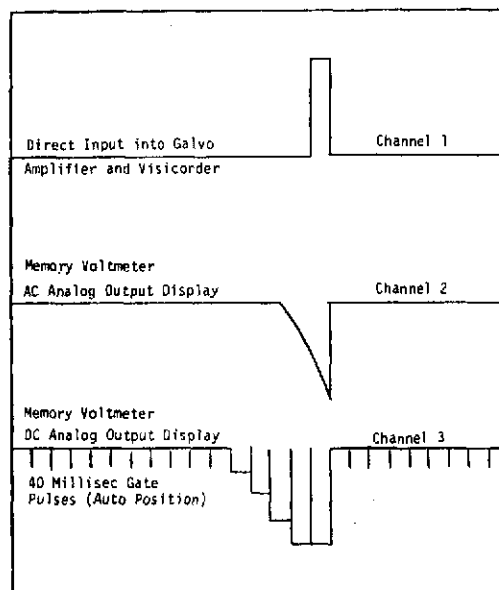 Direct Input into Galvo
Channel 1
Amplifier and Visicorder
Memory Voltmeter
AC Analog Output Display
Channel 2
Memory Voltmeter
DC Analog Output Display
Channel 3
40 Millisec Gate
Pulses (Auto Position)